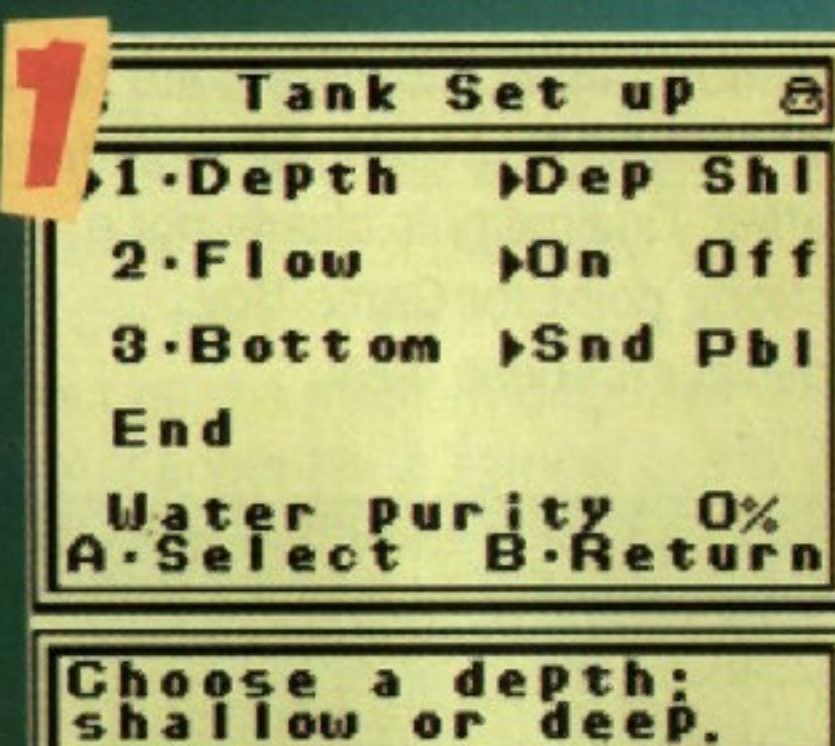 1
Tank Set up
1·Depth ▶Dep Shl
2·Flow ▶On Off
3·Bottom ▶Snd Pbl
End
Water purity 0%
A·Select B·Return
Choose a depth:
shallow or deep.